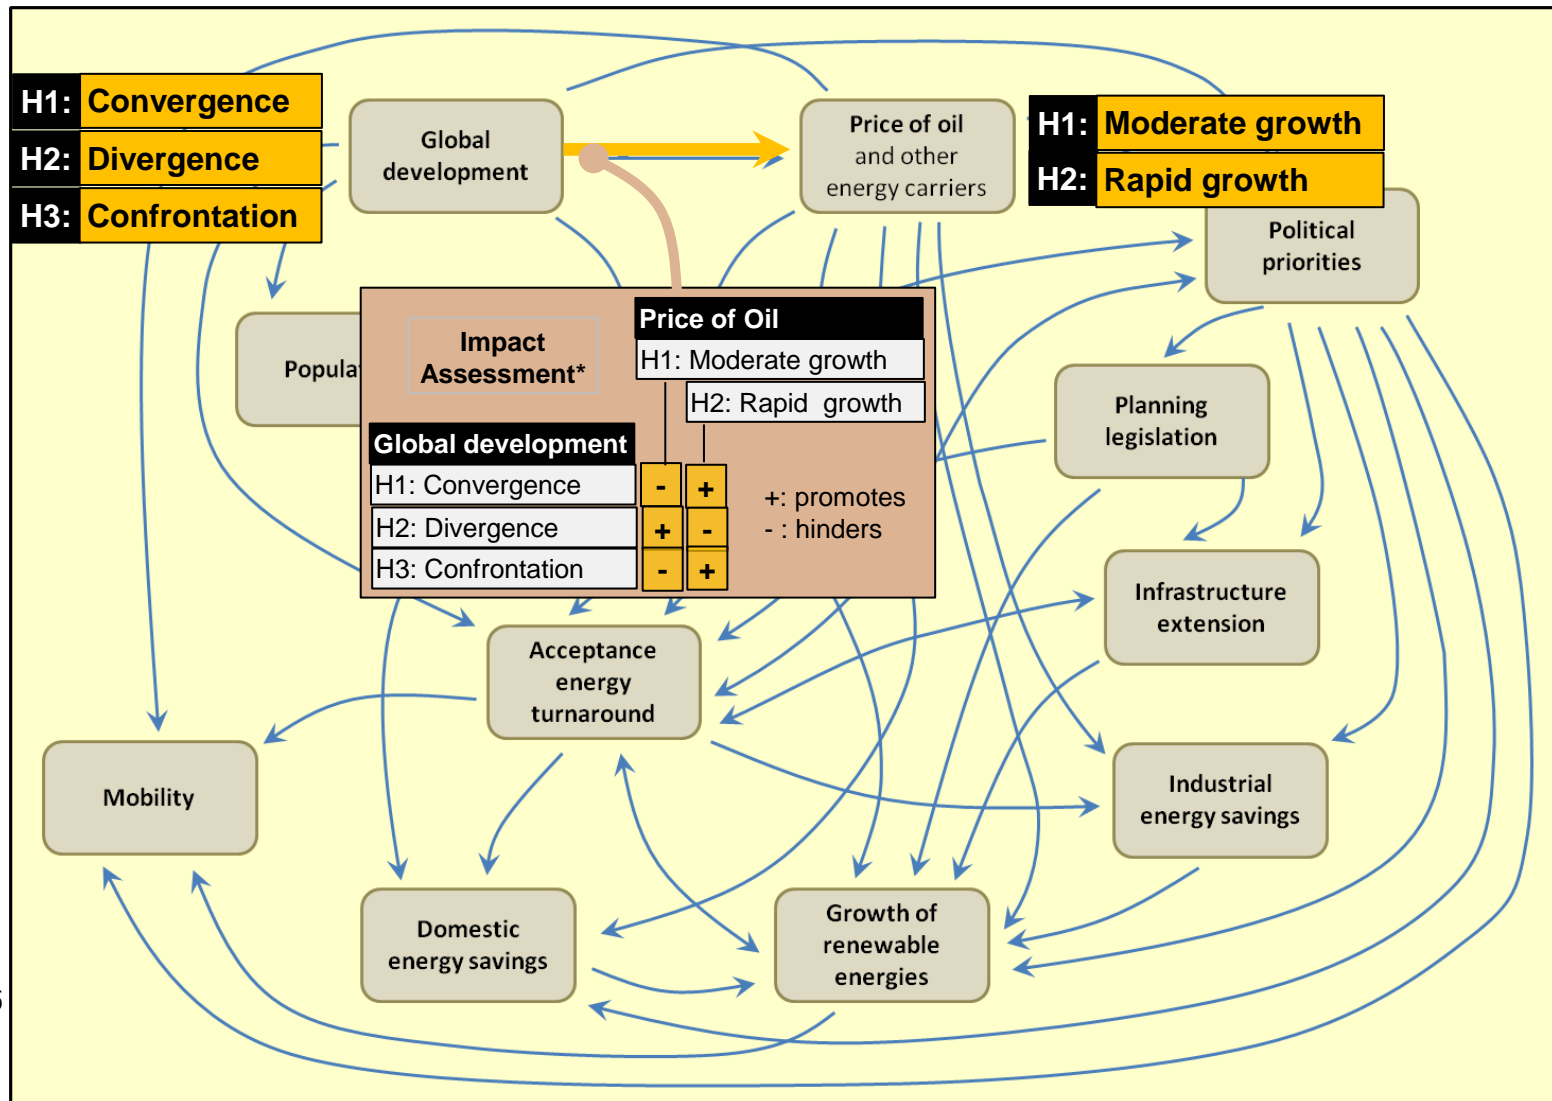 H1: Convergence
H2: Divergence
H3: Confrontation
Global
development
Price of oil
and other
energy carriers
H1: Moderate growth
H2: Rapid growth
Political
priorities
Impact
Assessment*
Price of Oil
H1: Moderate growth
H2: Rapid growth
Global development
H1: Convergence - +
H2: Divergence + -
H3: Confrontation - +
+: promotes
- : hinders
Planning
legislation
Infrastructure
extension
Acceptance
energy
turnaround
Mobility
Industrial
energy savings
Domestic
energy savings
Growth of
renewable
energies